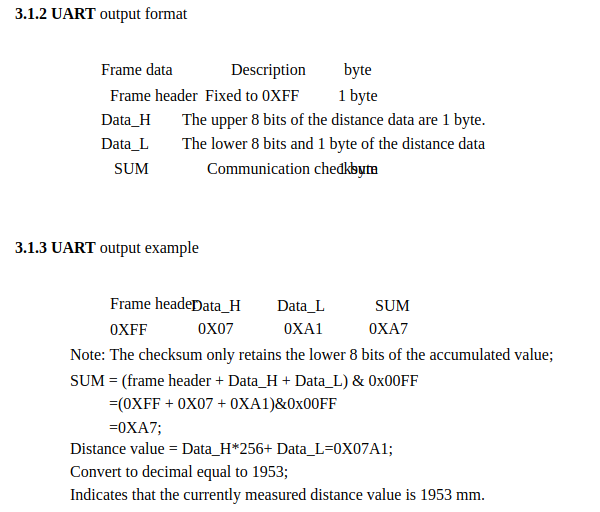 3.1.2 UART output format
Frame data Description byte
Frame header Fixed to 0XFF 1 byte
Data_H The upper 8 bits of the distance data are 1 byte.
Data_L The lower 8 bits and 1 byte of the distance data
SUM Communication checksum 1 byte
3.1.3 UART output example
Frame header Data_H Data_L SUM
0XFF 0X07 0XA1 0XA7
Note: The checksum only retains the lower 8 bits of the accumulated value;
SUM = (frame header + Data_H + Data_L) & 0x00FF
=(0XFF + 0X07 + 0XA1)&0x00FF
=0XA7;
Distance value = Data_H*256+ Data_L=0X07A1;
Convert to decimal equal to 1953;
Indicates that the currently measured distance value is 1953 mm.